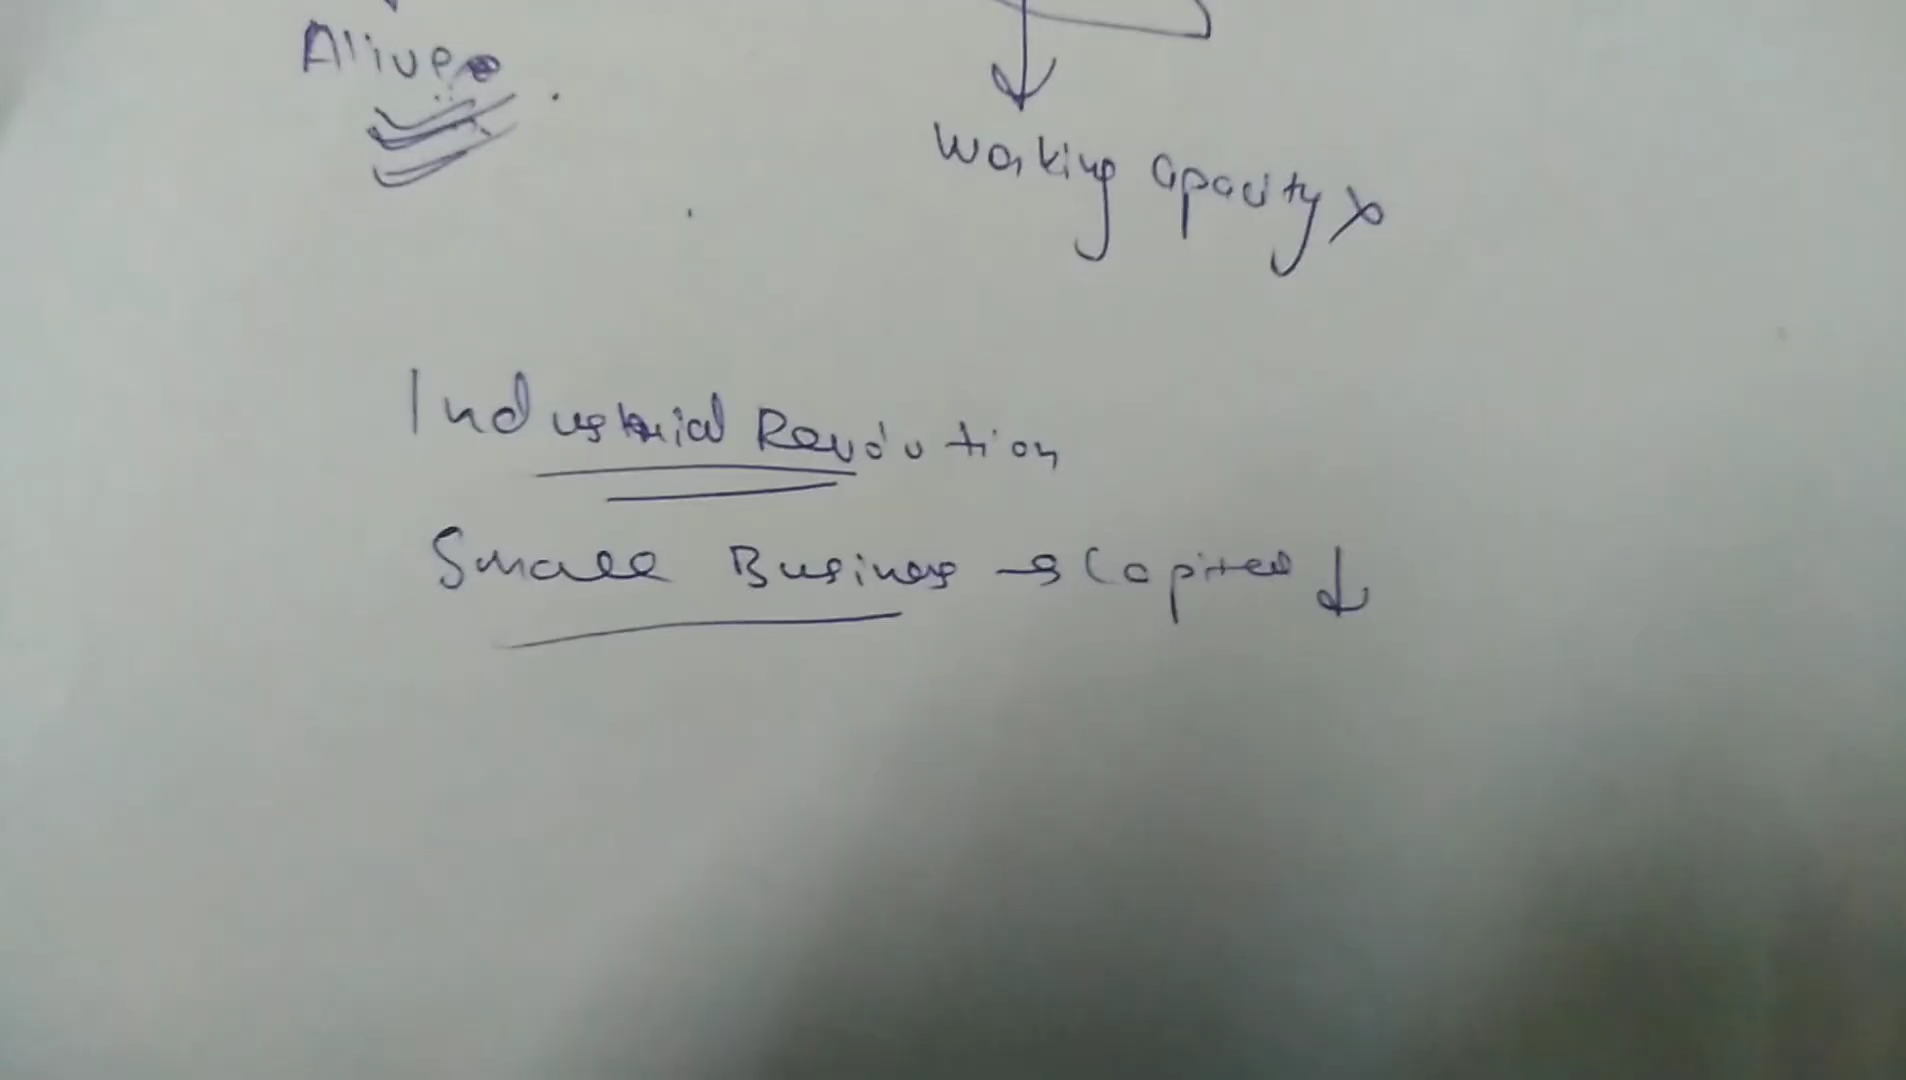 Alive
Working capacity x
Industrial Revolution
Small Business → Capital ↓